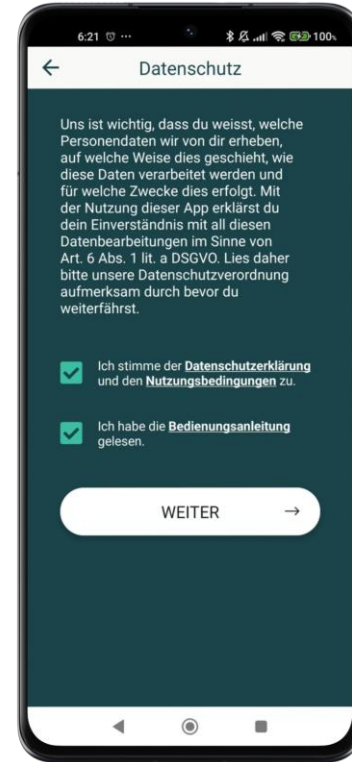 6:21 ... 100%
Datenschutz
Uns ist wichtig, dass du weisst, welche
Personendaten wir von dir erheben,
auf welche Weise dies geschieht, wie
diese Daten verarbeitet werden und
für welche Zwecke dies erfolgt. Mit
der Nutzung dieser App erklärst du
dein Einverständnis mit all diesen
Datenbearbeitungen im Sinne von
Art. 6 Abs. 1 lit. a DSGVO. Lies daher
bitte unsere Datenschutzverordnung
aufmerksam durch bevor du
weiterfährst.
Ich stimme der Datenschutzerklärung
und den Nutzungsbedingungen zu.
Ich habe die Bedienungsanleitung
gelesen.
WEITER →